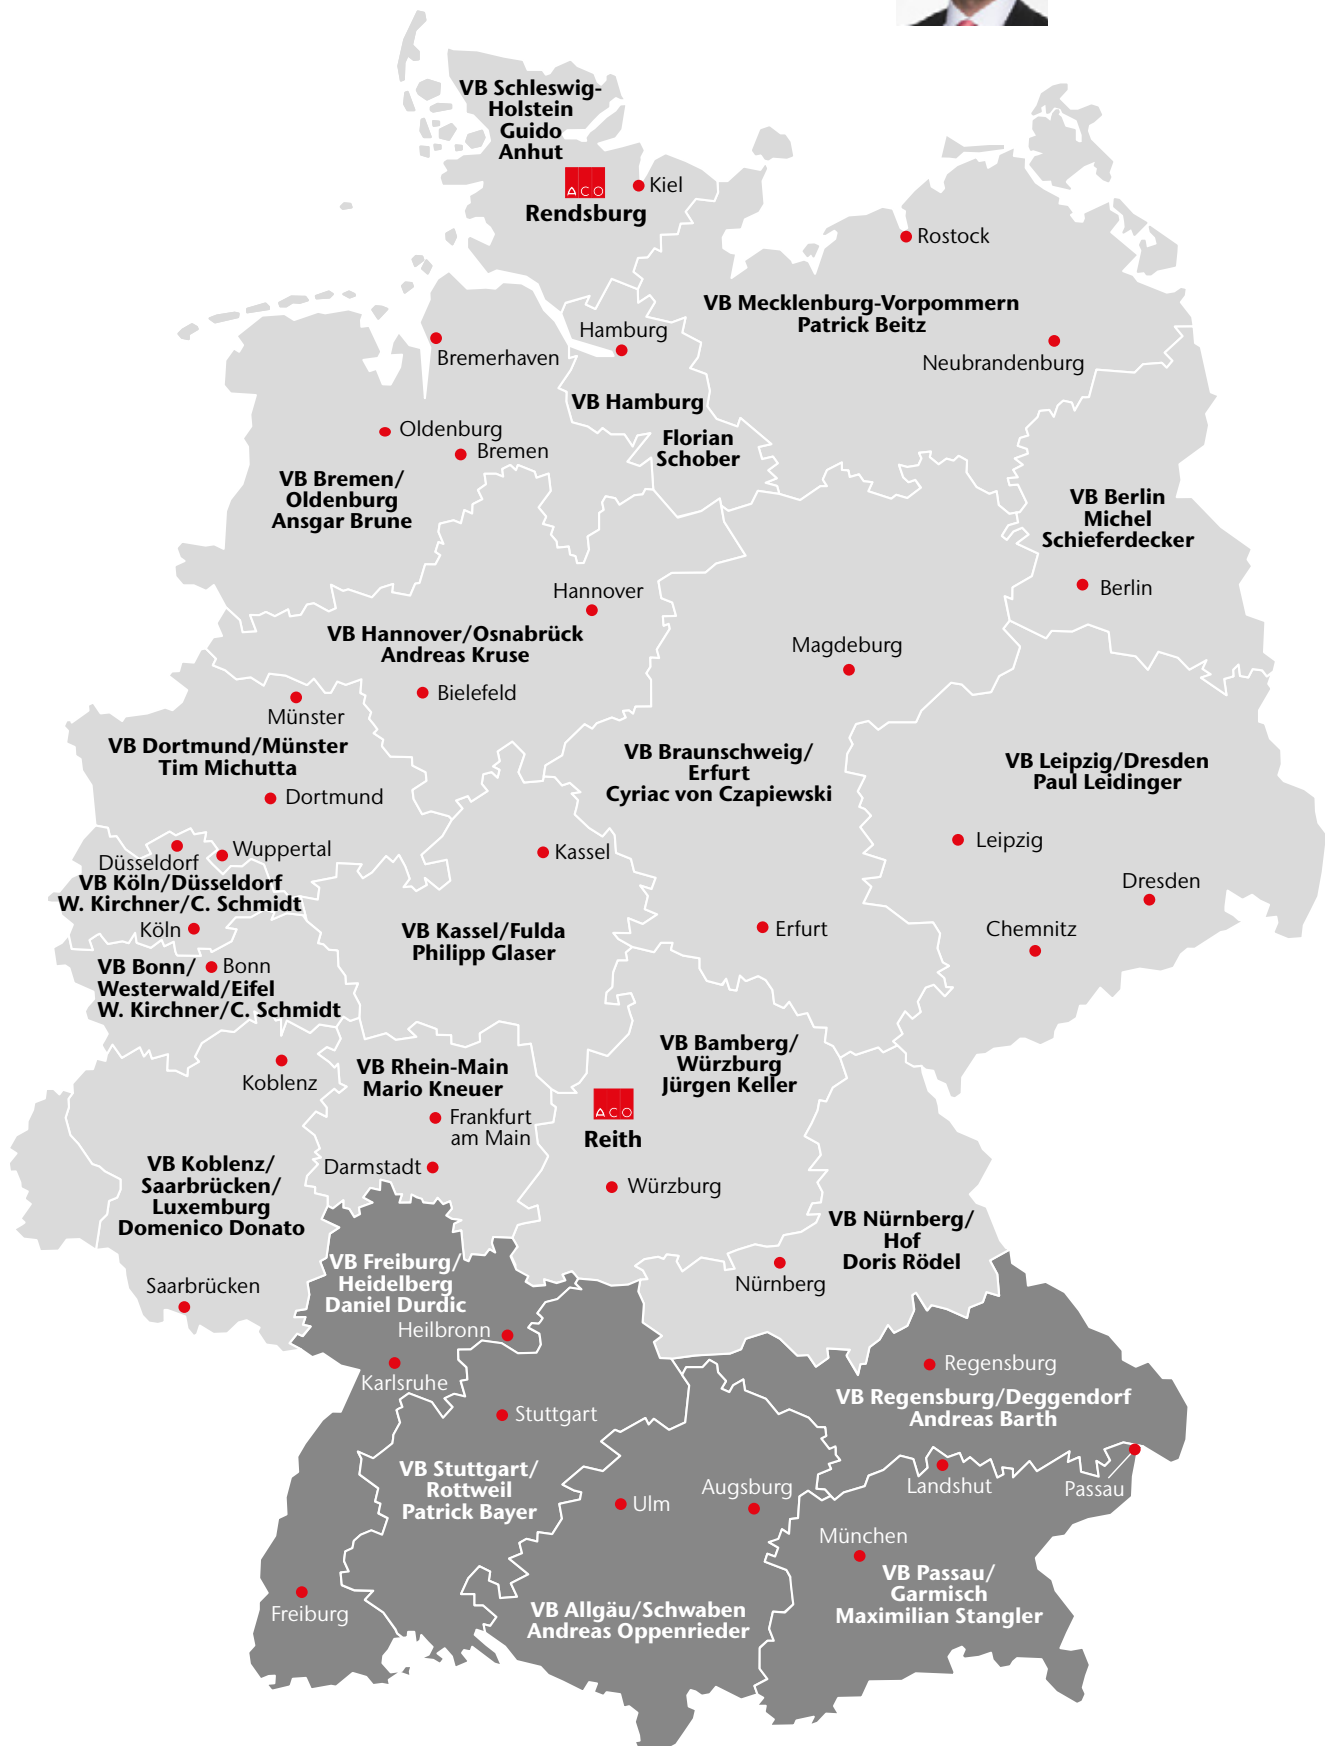 VB Schleswig-
Holstein
Guido
Anhut
ACO
Kiel
Rendsburg
Rostock
VB Mecklenburg-Vorpommern
Patrick Beitz
Hamburg
Bremerhaven
Neubrandenburg
VB Hamburg
Florian
Schober
Oldenburg
Bremen
VB Bremen/
Oldenburg
Ansgar Brune
VB Berlin
Michel
Schieferdecker
Berlin
Hannover
VB Hannover/Osnabrück
Andreas Kruse
Bielefeld
Magdeburg
Münster
VB Dortmund/Münster
Tim Michutta
Dortmund
VB Braunschweig/
Erfurt
Cyriac von Czapiewski
VB Leipzig/Dresden
Paul Leidinger
Leipzig
Dresden
Chemnitz
Düsseldorf
Wuppertal
VB Köln/Düsseldorf
W. Kirchner/C. Schmidt
Köln
Kassel
VB Kassel/Fulda
Philipp Glaser
Erfurt
VB Bonn/
Bonn
Westerwald/Eifel
W. Kirchner/C. Schmidt
Koblenz
VB Rhein-Main
Mario Kneuer
Frankfurt
am Main
Darmstadt
VB Bamberg/
Würzburg
Jürgen Keller
ACO
Reith
Würzburg
VB Koblenz/
Saarbrücken/
Luxemburg
Domenico Donato
Saarbrücken
VB Nürnberg/
Hof
Doris Rödel
Nürnberg
VB Freiburg/
Heidelberg
Daniel Durdic
Heilbronn
Karlsruhe
Stuttgart
Regensburg
VB Regensburg/Deggendorf
Andreas Barth
VB Stuttgart/
Rottweil
Patrick Bayer
Ulm
Augsburg
Landshut
Passau
München
VB Passau/
Garmisch
Maximilian Stangler
Freiburg
VB Allgäu/Schwaben
Andreas Oppenrieder